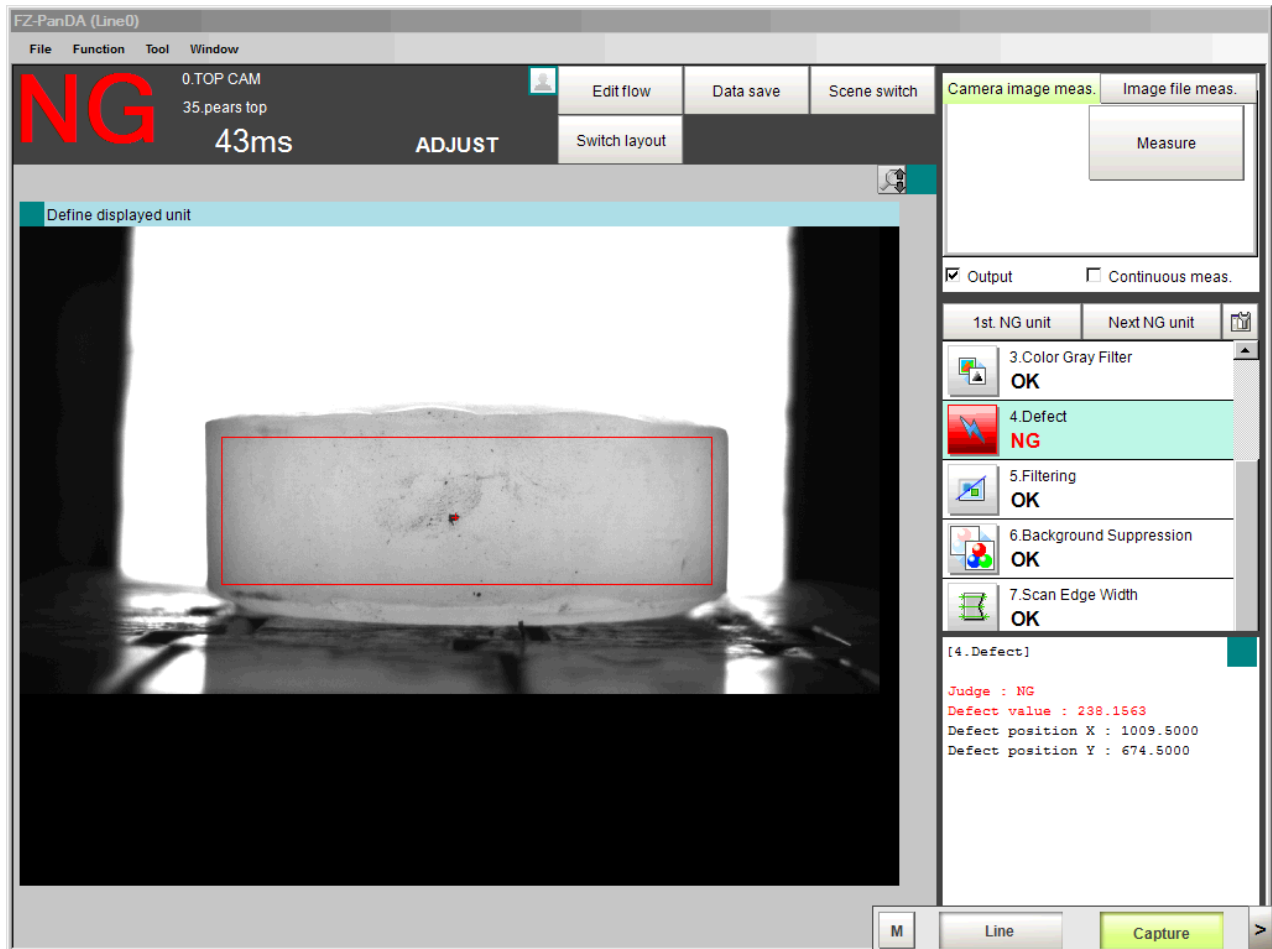 FZ-PanDA (Line0)
File Function Tool Window
NG
0.TOP CAM
35.pears top
43ms
ADJUST
Edit flow
Data save
Scene switch
Switch layout
Camera image meas.
Image file meas.
Measure
Output
Continuous meas.
Define displayed unit
1st. NG unit
Next NG unit
3.Color Gray Filter
OK
4.Defect
NG
5.Filtering
OK
6.Background Suppression
OK
7.Scan Edge Width
OK
[4.Defect]
Judge : NG
Defect value : 238.1563
Defect position X : 1009.5000
Defect position Y : 674.5000
M
Line
Capture
>